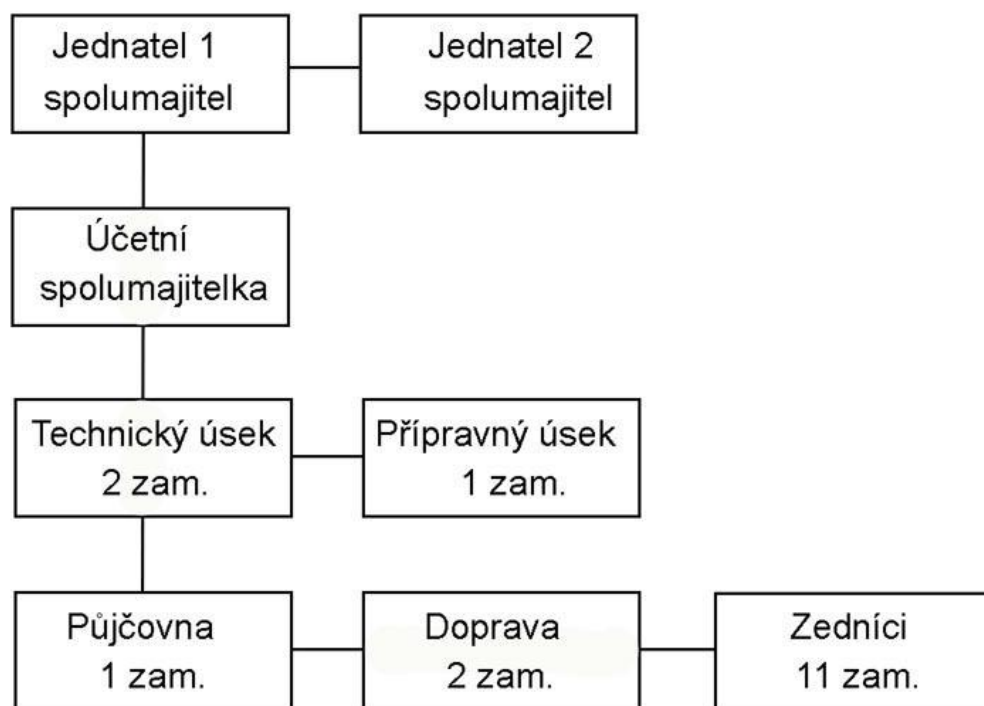 Jednatel 1
spolumajitel
Jednatel 2
spolumajitel
Účetní
spolumajitelka
Technický úsek
2 zam.
Přípravný úsek
1 zam.
Půjčovna
1 zam.
Doprava
2 zam.
Zedníci
11 zam.